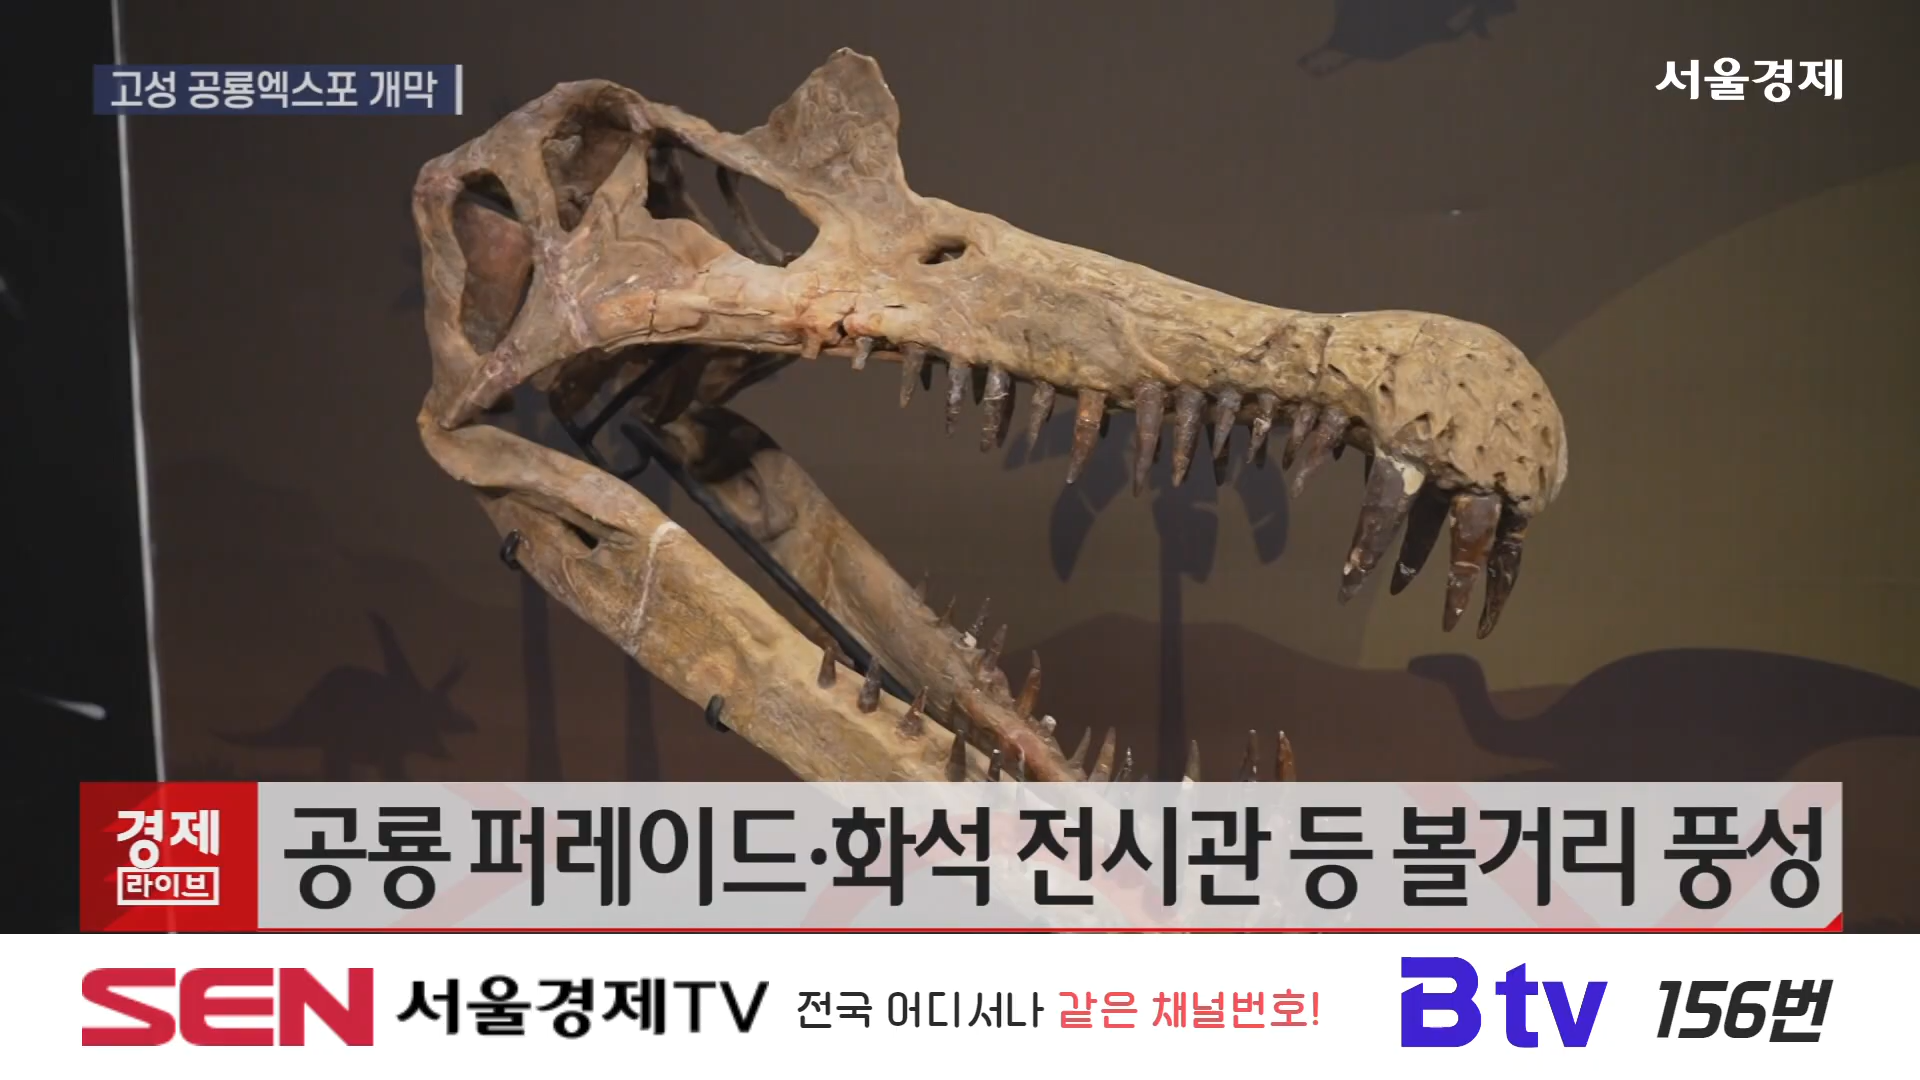 고성 공룡엑스포 개막
서울경제
경제
라이브
공룡 퍼레이드·화석 전시관 등 볼거리 풍성
SEN 서울경제TV 전국 어디서나 같은 채널번호! B tv 156번